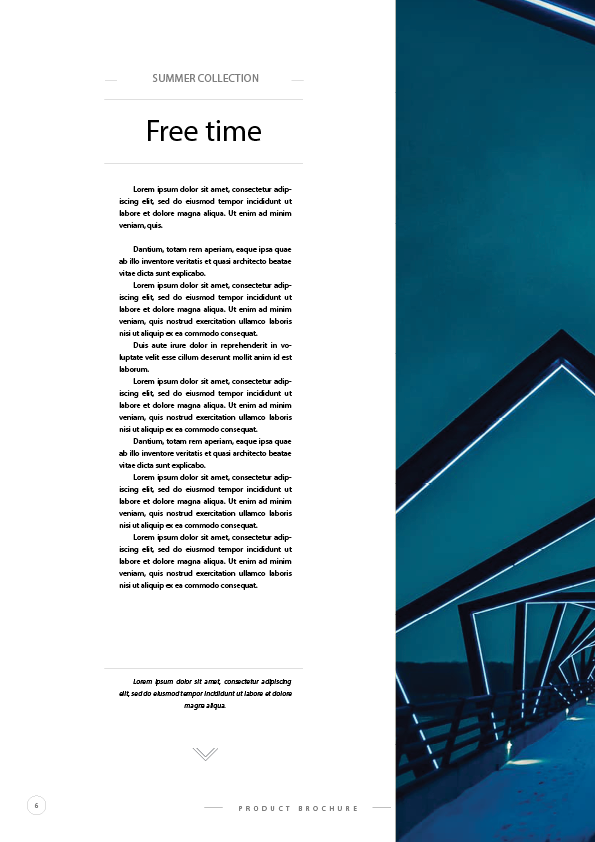 SUMMER COLLECTION
Free time
Lorem ipsum dolor sit amet, consectetur adip-
iscing elit, sed do eiusmod tempor incididunt ut
labore et dolore magna aliqua. Ut enim ad minim
veniam, quis.
Dantium, totam rem aperiam, eaque ipsa quae
ab illo inventore veritatis et quasi architecto beatae
vitae dicta sunt explicabo.
Lorem ipsum dolor sit amet, consectetur adip-
iscing elit, sed do eiusmod tempor incididunt ut
labore et dolore magna aliqua. Ut enim ad minim
veniam, quis nostrud exercitation ullamco laboris
nisi ut aliquip ex ea commodo consequat.
Duis aute irure dolor in reprehenderit in vo-
luptate velit esse cillum deserunt mollit anim id est
laborum.
Lorem ipsum dolor sit amet, consectetur adip-
iscing elit, sed do eiusmod tempor incididunt ut
labore et dolore magna aliqua. Ut enim ad minim
veniam, quis nostrud exercitation ullamco laboris
nisi ut aliquip ex ea commodo consequat.
Dantium, totam rem aperiam, eaque ipsa quae
ab illo inventore veritatis et quasi architecto beatae
vitae dicta sunt explicabo.
Lorem ipsum dolor sit amet, consectetur adip-
iscing elit, sed do eiusmod tempor incididunt ut
labore et dolore magna aliqua. Ut enim ad minim
veniam, quis nostrud exercitation ullamco laboris
nisi ut aliquip ex ea commodo consequat.
Lorem ipsum dolor sit amet, consectetur adip-
iscing elit, sed do eiusmod tempor incididunt ut
labore et dolore magna aliqua. Ut enim ad minim
veniam, quis nostrud exercitation ullamco laboris
nisi ut aliquip ex ea commodo consequat.
Lorem ipsum dolor sit amet, consectetur adipiscing
elit, sed do eiusmod tempor incididunt ut labore et dolore
magna aliqua.
6
PRODUCT BROCHURE